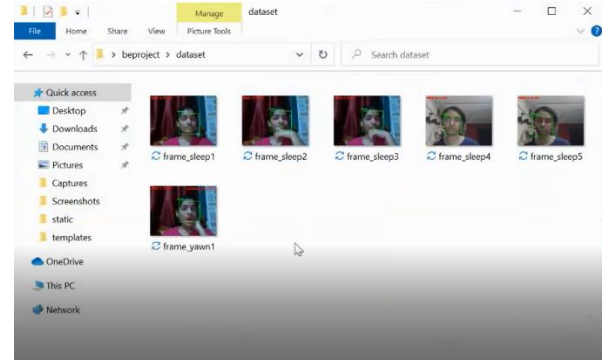 Manage
dataset
File
Home
Share
View
Picture Tools
beproject
dataset
Search dataset
Quick access
Desktop
Downloads
Documents
Pictures
Captures
Screenshots
static
templates
OneDrive
This PC
Network
frame_sleep1
frame_sleep2
frame_sleep3
frame_sleep4
frame_sleep5
frame_yawn1